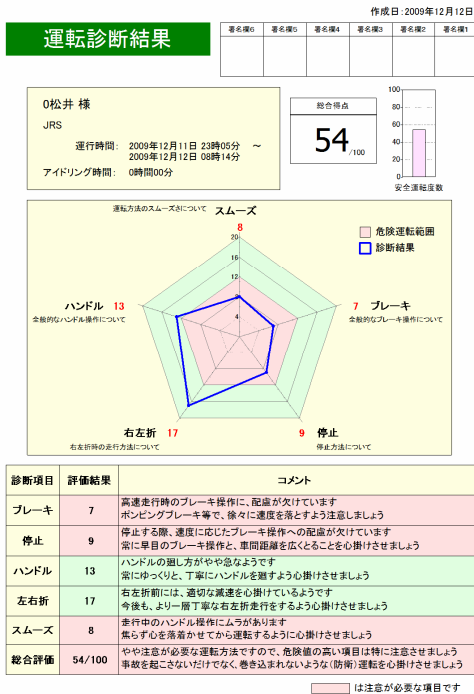 作成日：2009年12月12日
運転診断結果
署名欄6 署名欄5 署名欄4 署名欄3 署名欄2 署名欄1
0松井 様
JRS
運行時間： 2009年12月11日 23時05分 ～
2009年12月12日 08時14分
アイドリング時間： 0時間00分
総合得点
54/100
100
80
60
40
20
0
安全運転度数
運転方法のスムーズさについて スムーズ
8
危険運転範囲
診断結果
20
16
12
8
4
ハンドル 13
全般的なハンドル操作について
7 ブレーキ
全般的なブレーキ操作について
右左折 17
右左折時の走行方法について
9 停止
停止方法について
診断項目 評価結果 コメント
ブレーキ 7 高速走行時のブレーキ操作に、配慮が欠けています
ポンピングブレーキ等で、徐々に速度を落とすよう注意しましょう
停止 9 停止する際、速度に応じたブレーキ操作への配慮が欠けています
常に早目のブレーキ操作と、車間距離を広くとることを心掛けさせましょう
ハンドル 13 ハンドルの廻し方がやや急なようです
常にゆっくりと、丁寧にハンドルを廻すよう心掛けさせましょう
左右折 17 右左折前には、適切な減速を心掛けているようです
今後も、より一層丁寧な右左折走行をするよう心掛けさせましょう
スムーズ 8 走行中のハンドル操作にムラがあります
焦らず心を落着かせてから運転するように心掛けさせましょう
総合評価 54/100 やや注意が必要な運転方法ですので、危険値の高い項目は特に注意させましょう
事故を起こさないだけでなく、巻き込まれないような（防衛）運転を心掛けさせましょう
は注意が必要な項目です